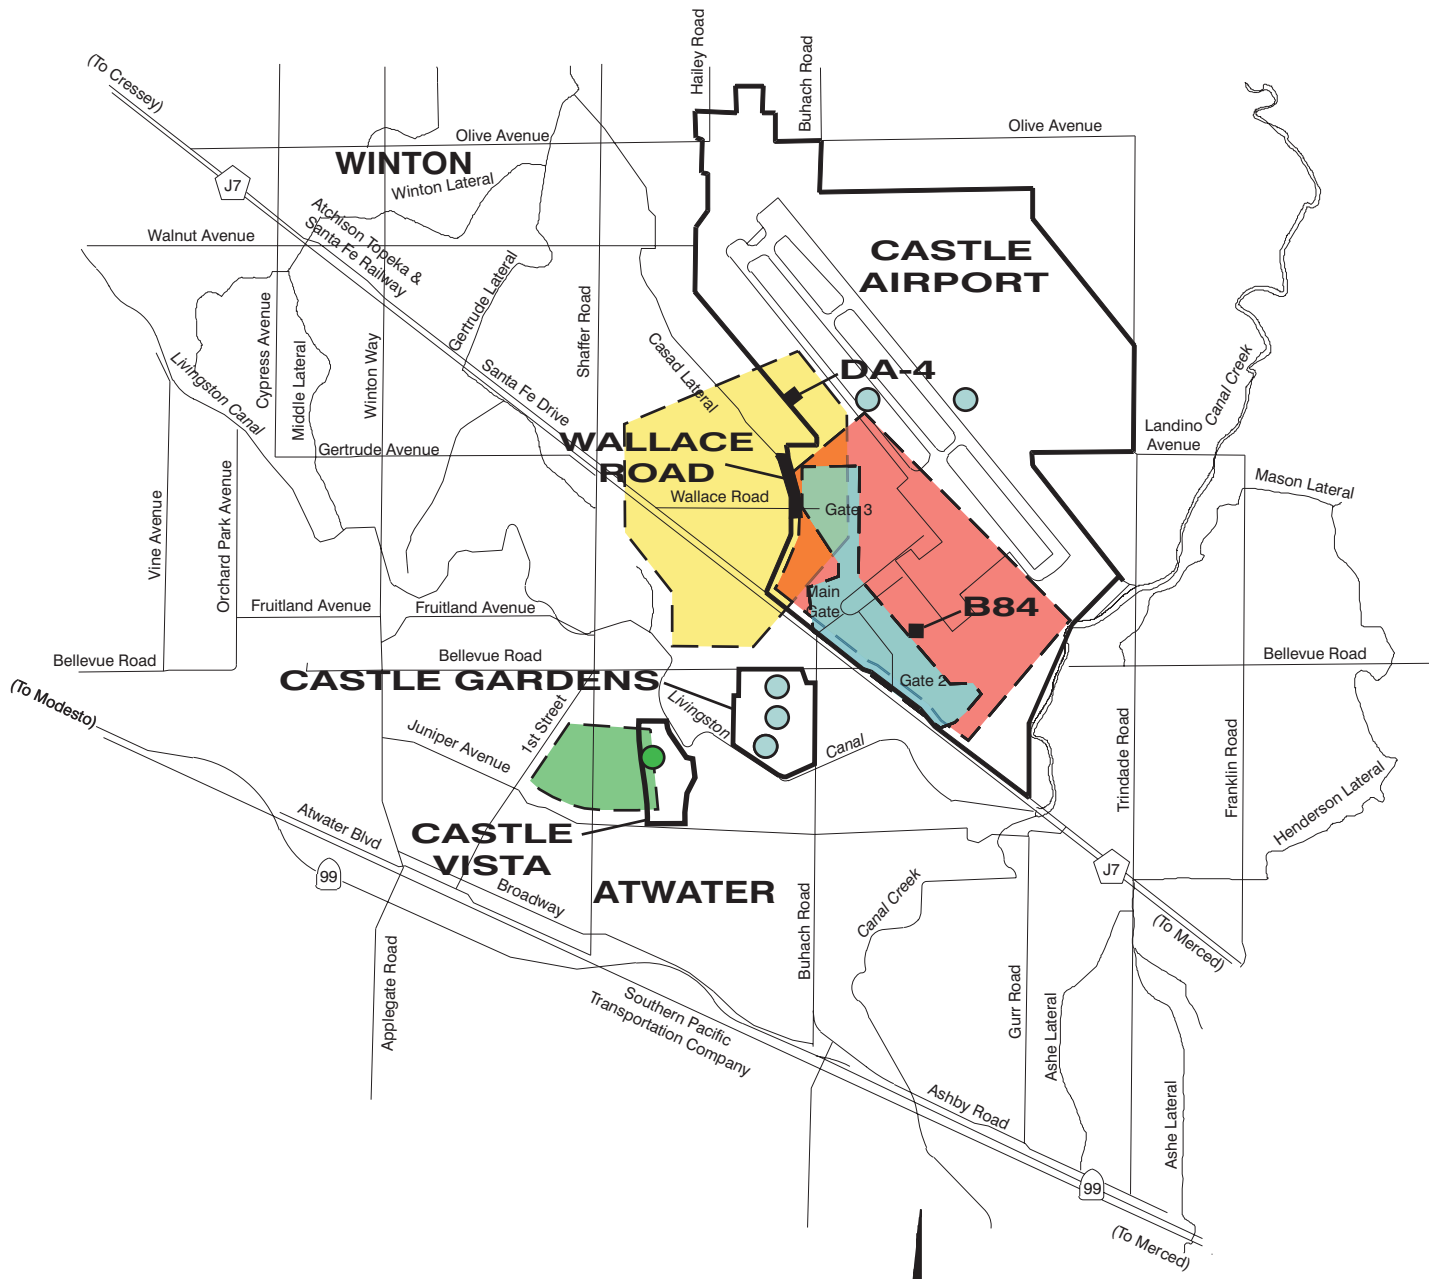 (To Cressey)
Hailey Road
Buhach Road
Olive Avenue
Olive Avenue
WINTON
Winton Lateral
J7
Atchison Topeka &
Santa Fe Railway
Walnut Avenue
CASTLE
AIRPORT
Gertrude Lateral
Cypress Avenue
Middle Lateral
Winton Way
Shaffer Road
Casad Lateral
Livingston Canal
Santa Fe Drive
DA-4
Canal Creek
Landino
Avenue
WALLACE
ROAD
Gertrude Avenue
Mason Lateral
Wallace Road
Gate 3
Vine Avenue
Orchard Park Avenue
Main
Gate
B84
Fruitland Avenue
Fruitland Avenue
Bellevue Road
Bellevue Road
Bellevue Road
CASTLE GARDENS
Gate 2
(To Modesto)
Livingston
Canal
1st Street
Juniper Avenue
Trindade Road
Franklin Road
Henderson Lateral
Atwater Blvd
CASTLE
VISTA
99
J7
Broadway
ATWATER
Canal Creek
Buhach Road
(To Merced)
Applegate Road
Southern Pacific
Transportation Company
Gurr Road
Ashe Lateral
Ashby Road
Ashe Lateral
99
(To Merced)